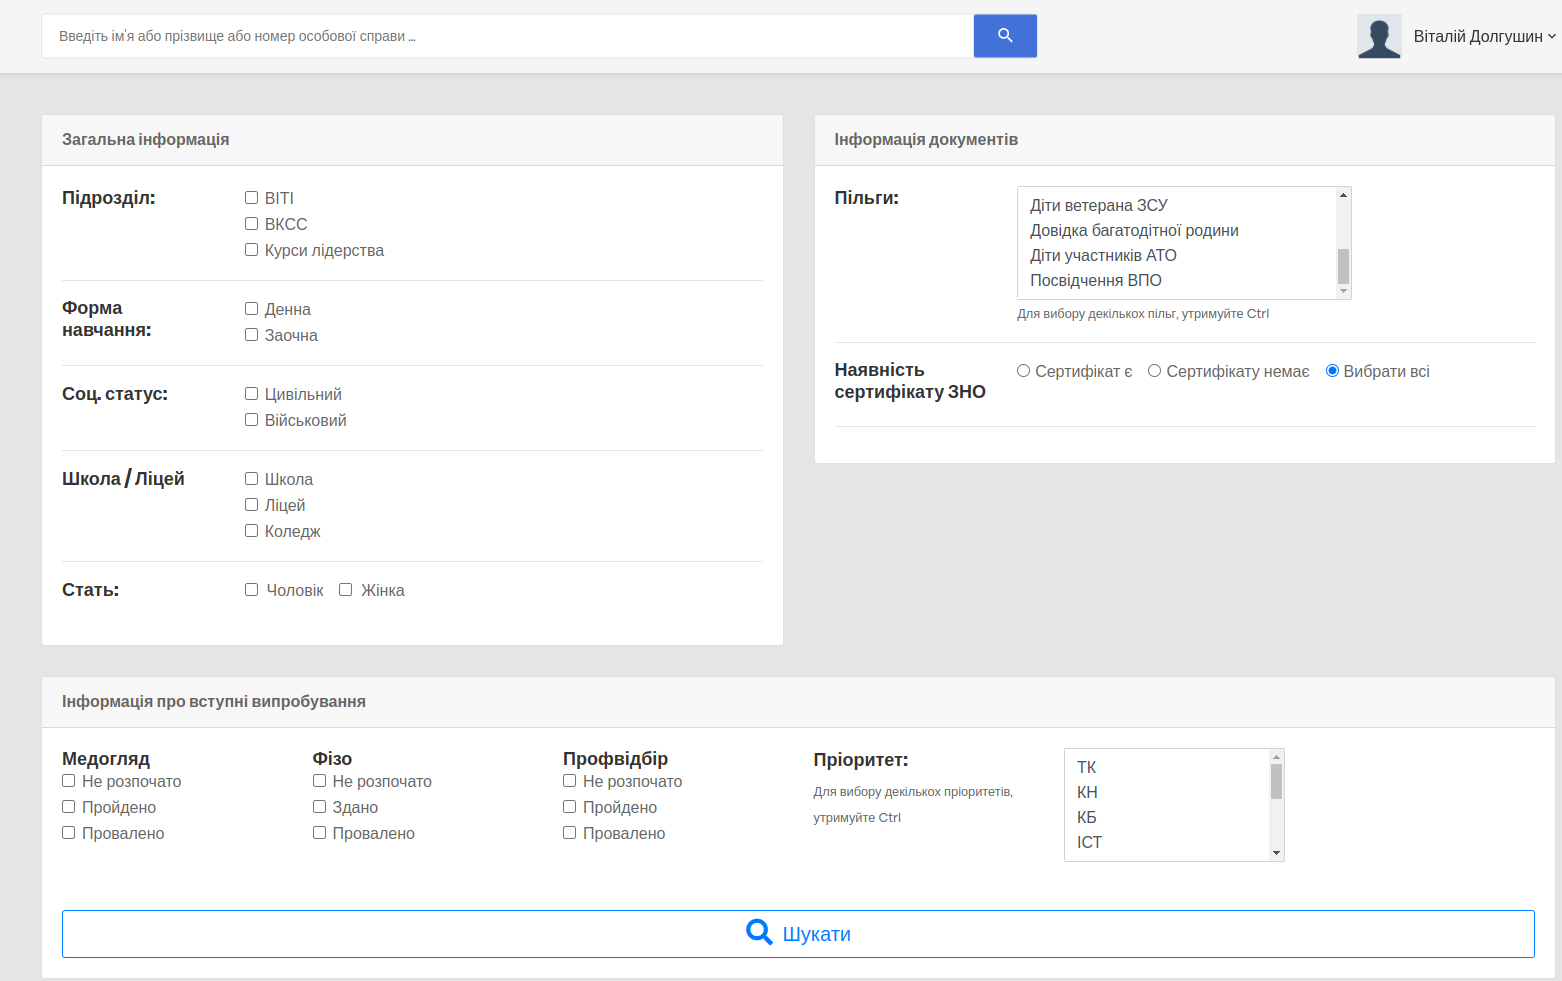 Введіть ім'я або прізвище або номер особової справи ...
Віталій Долгушин
Загальна інформація
Підрозділ:
ВІТІ
ВКСС
Курси лідерства
Форма
навчання:
Денна
Заочна
Соц. статус:
Цивільний
Військовий
Школа / Ліцей
Школа
Ліцей
Коледж
Стать:
Чоловік Жінка
Інформація документів
Пільги:
Діти ветерана ЗСУ
Довідка багатодітної родини
Діти участників АТО
Посвідчення ВПО
Для вибору декількох пільг, утримуйте Ctrl
Наявність
сертифікату ЗНО
Сертифікат є Сертифікату немає Вибрати всі
Інформація про вступні випробування
Медогляд
Не розпочато
Пройдено
Провалено
Фізо
Не розпочато
Здано
Провалено
Профвідбір
Не розпочато
Пройдено
Провалено
Пріоритет:
Для вибору декількох пріоритетів,
утримуйте Ctrl
ТК
КН
КБ
ІСТ
Шукати